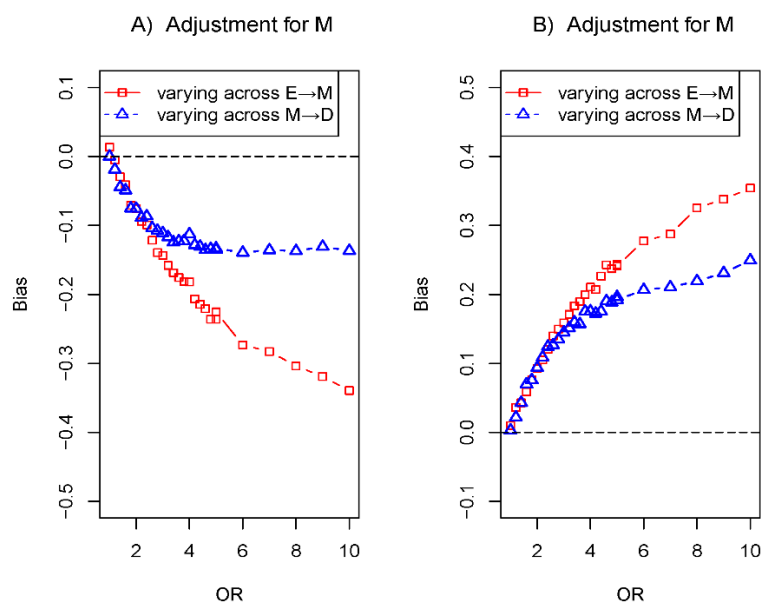 A) Adjustment for M
0.1
0.0
−0.1
−0.2
−0.3
−0.4
−0.5
Bias
varying across E→M
varying across M→D
2 4 6 8 10
OR
B) Adjustment for M
0.5
0.4
0.3
0.2
0.1
0.0
−0.1
Bias
varying across E→M
varying across M→D
2 4 6 8 10
OR